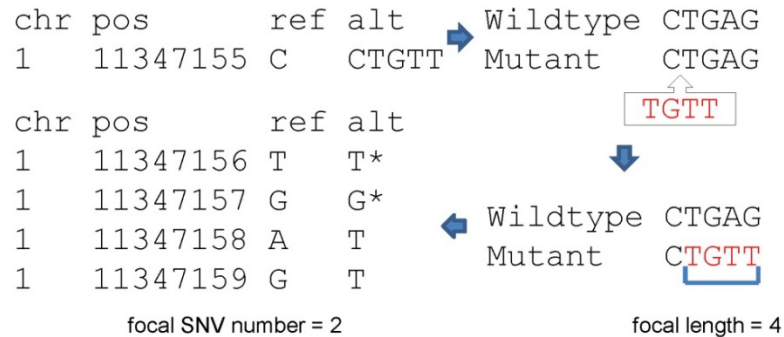 chr pos ref alt
1 11347155 C CTGTT
Wildtype CTGAG
Mutant CTGAG
TGTT
chr pos ref alt
1 11347156 T T*
1 11347157 G G*
1 11347158 A T
1 11347159 G T
Wildtype CTGAG
Mutant CTGTT
focal SNV number = 2
focal length = 4